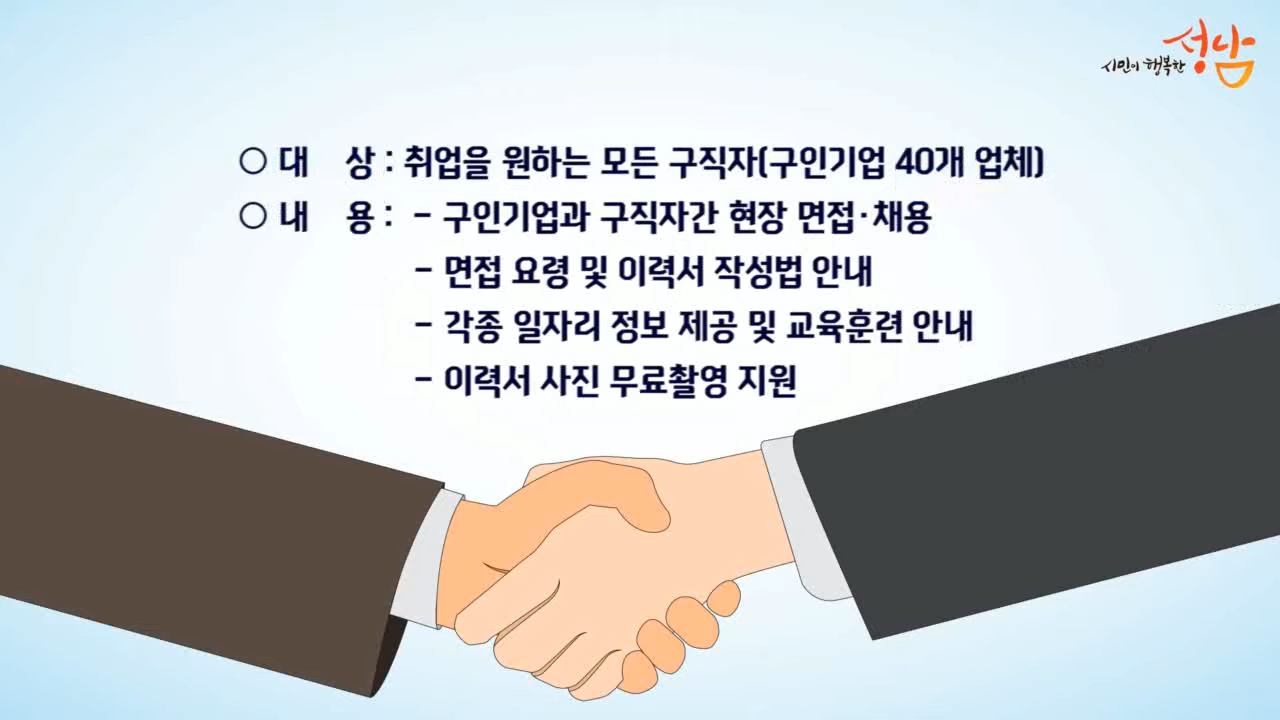 시민이 행복한 성남
○ 대 상 : 취업을 원하는 모든 구직자(구인기업 40개 업체)
○ 내 용 : - 구인기업과 구직자간 현장 면접·채용
- 면접 요령 및 이력서 작성법 안내
- 각종 일자리 정보 제공 및 교육훈련 안내
- 이력서 사진 무료촬영 지원